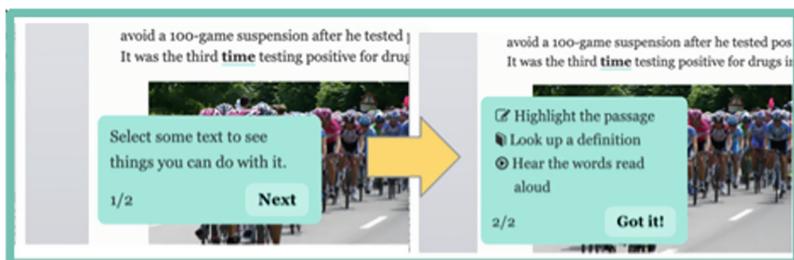 avoid a 100-game suspension after he tested
It was the third time testing positive for drug
Select some text to see
things you can do with it.
1/2 Next
avoid a 100-game suspension after he tested pos
It was the third time testing positive for drugs i
Highlight the passage
Look up a definition
Hear the words read
aloud
2/2 Got it!